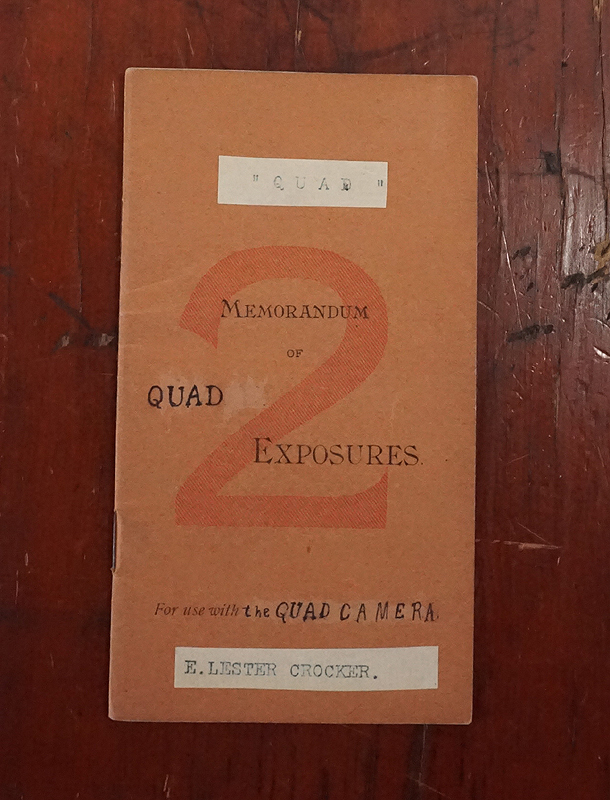 " QUAD "
2
MEMORANDUM
OF
QUAD
EXPOSURES.
For use with the QUAD CAMERA
E.LESTER CROCKER.